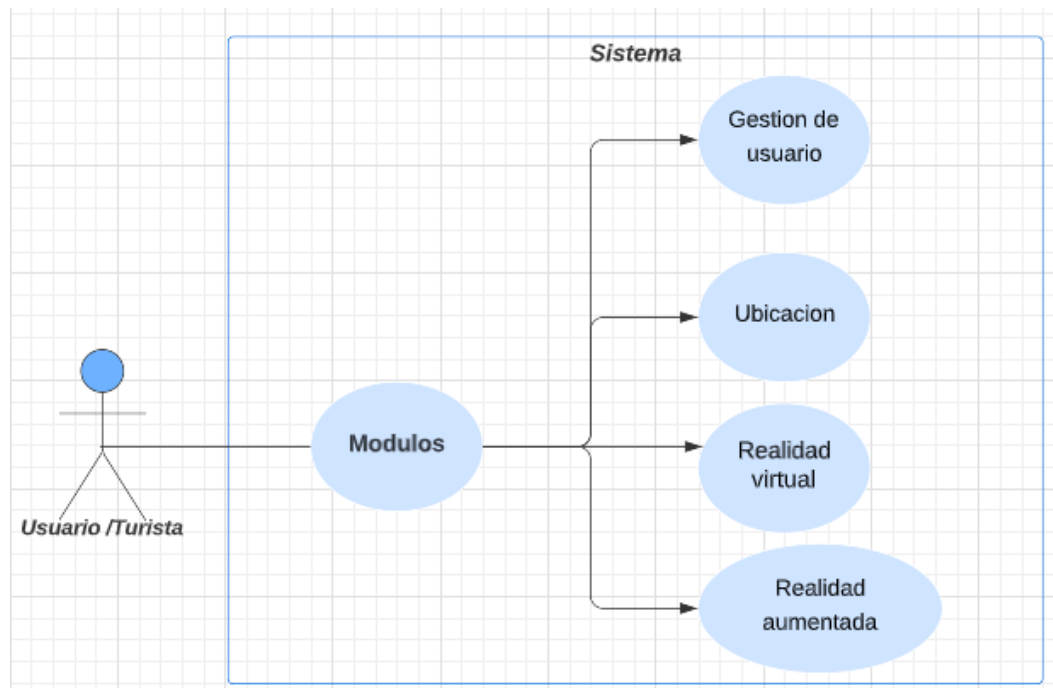 Sistema
Gestion de
usuario
Ubicacion
Modulos
Realidad
virtual
Usuario /Turista
Realidad
aumentada